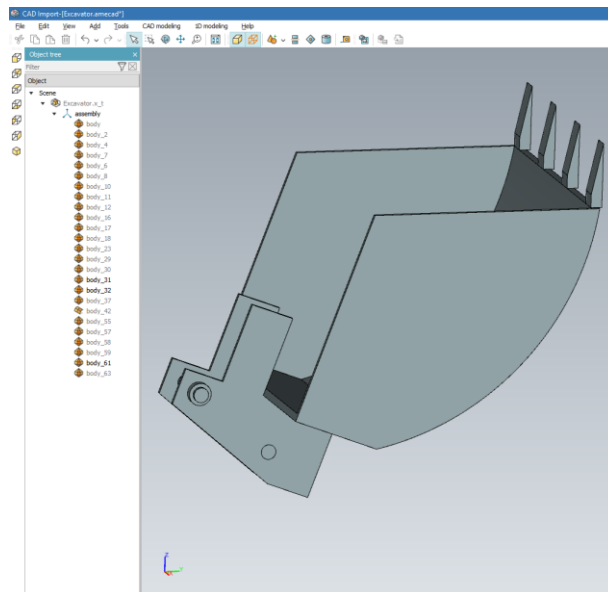 CAD Import-[Excavator.amecad*]
File Edit View Add Tools CAD modeling 1D modeling Help
Object tree
Filter
Object
Scene
Excavator.x_t
assembly
body
body_2
body_4
body_7
body_6
body_8
body_10
body_11
body_12
body_16
body_17
body_18
body_23
body_29
body_30
body_31
body_32
body_37
body_42
body_55
body_57
body_58
body_59
body_61
body_63